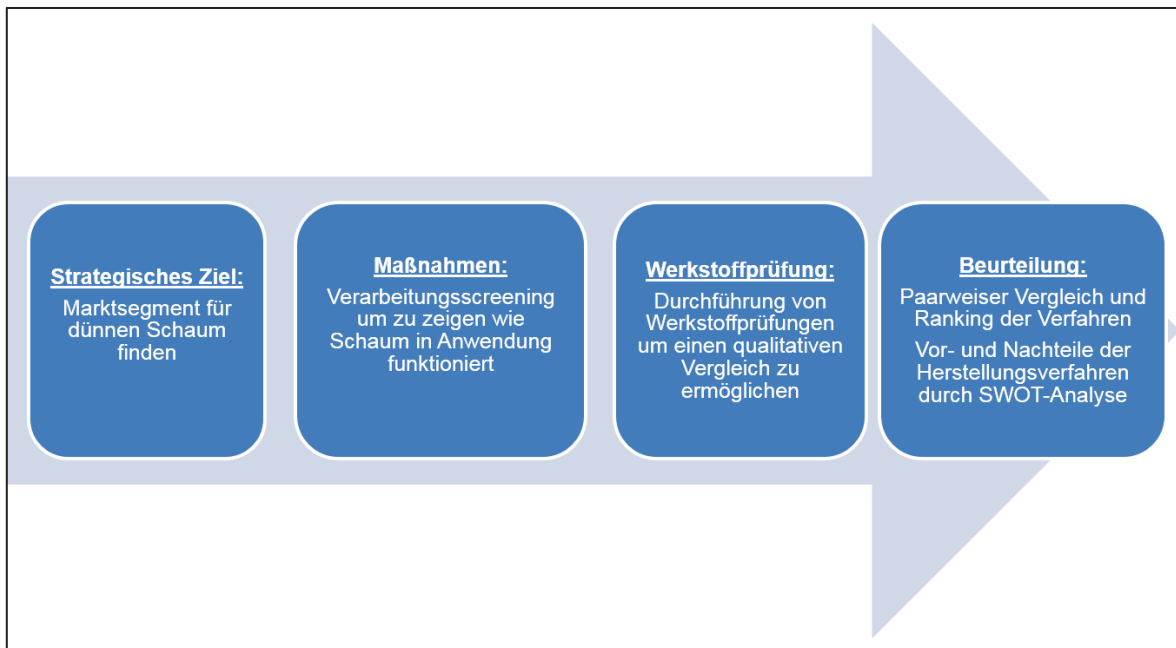 Strategisches Ziel:
Marktsegment für
dünnen Schaum
finden
Maßnahmen:
Verarbeitungsscreening
um zu zeigen wie
Schaum in Anwendung
funktioniert
Werkstoffprüfung:
Durchführung von
Werkstoffprüfungen
um einen qualitativen
Vergleich zu
ermöglichen
Beurteilung:
Paarweiser Vergleich und
Ranking der Verfahren
Vor- und Nachteile der
Herstellungsverfahren
durch SWOT-Analyse